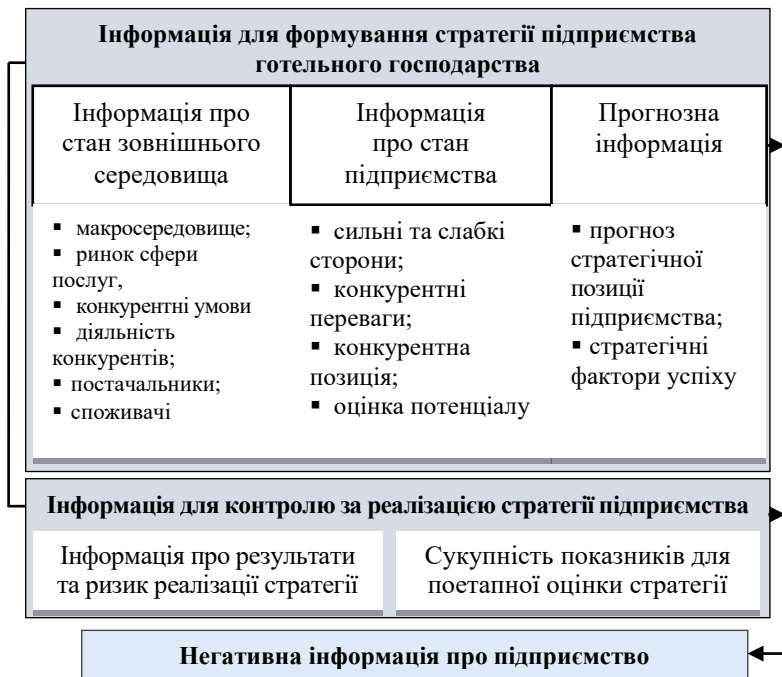 Інформація для формування стратегії підприємства
готельного господарства
Інформація про
стан зовнішнього
середовища
Інформація
про стан
підприємства
Прогнозна
інформація
▪ макросередовище;
▪ ринок сфери
послуг,
▪ конкурентні умови
▪ діяльність
конкурентів;
▪ постачальники;
▪ споживачі
▪ сильні та слабкі
сторони;
▪ конкурентні
переваги;
▪ конкурентна
позиція;
▪ оцінка потенціалу
▪ прогноз
стратегічної
позиції
підприємства;
▪ стратегічні
фактори успіху
Інформація для контролю за реалізацією стратегії підприємства
Інформація про результати
та ризик реалізації стратегії
Сукупність показників для
поетапної оцінки стратегії
Негативна інформація про підприємство